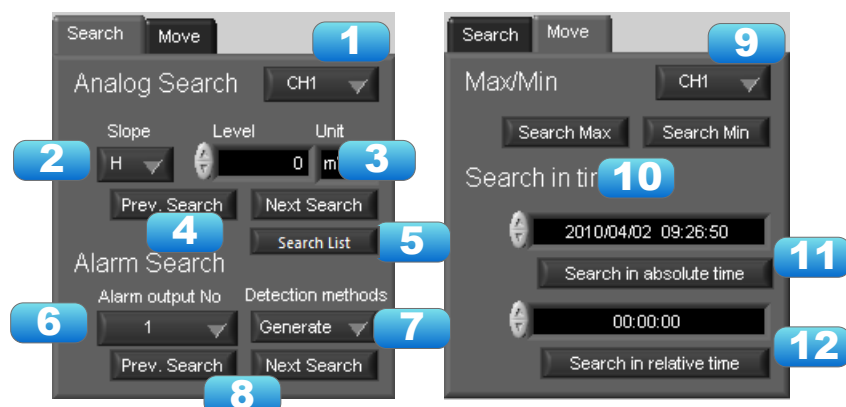 Search Move
1
Analog Search CH1
Slope Level Unit
2 H 0 3
Prev. Search Next Search
4
Search List 5
Alarm Search
Alarm output No Detection methods
6 1 Generate 7
Prev. Search Next Search
8
Search Move
9
Max/Min CH1
Search Max Search Min
Search in 10
2010/04/02 09:26:50
11
Search in absolute time
00:00:00
12
Search in relative time